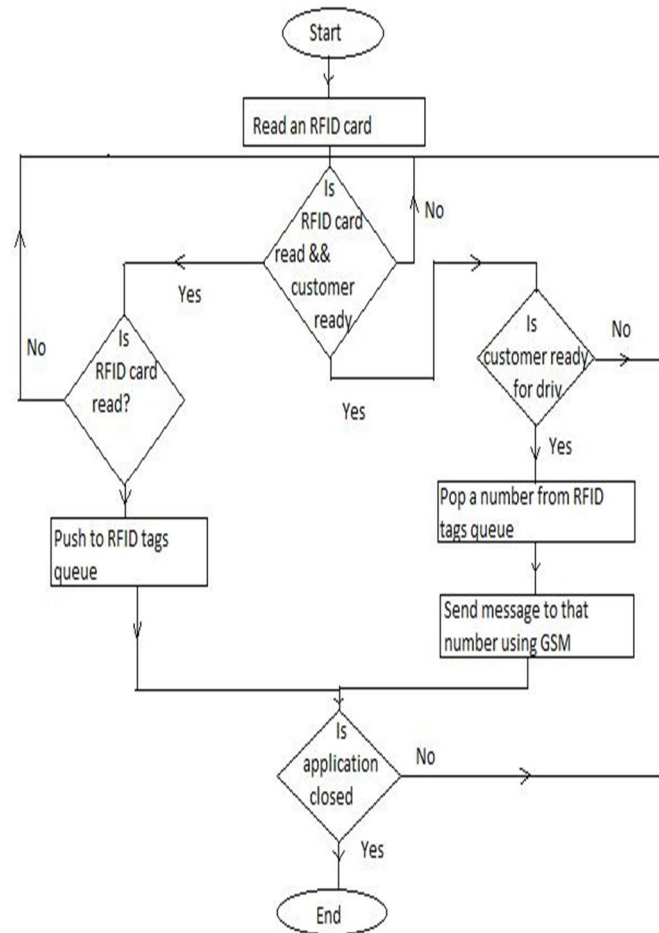 Start
Read an RFID card
Is
RFID card
read &&
customer
ready
No
Yes
Yes
Is
RFID card
read?
No
Is
customer ready
for driv
No
Yes
Push to RFID tags
queue
Pop a number from RFID
tags queue
Send message to that
number using GSM
Is
application
closed
No
Yes
End